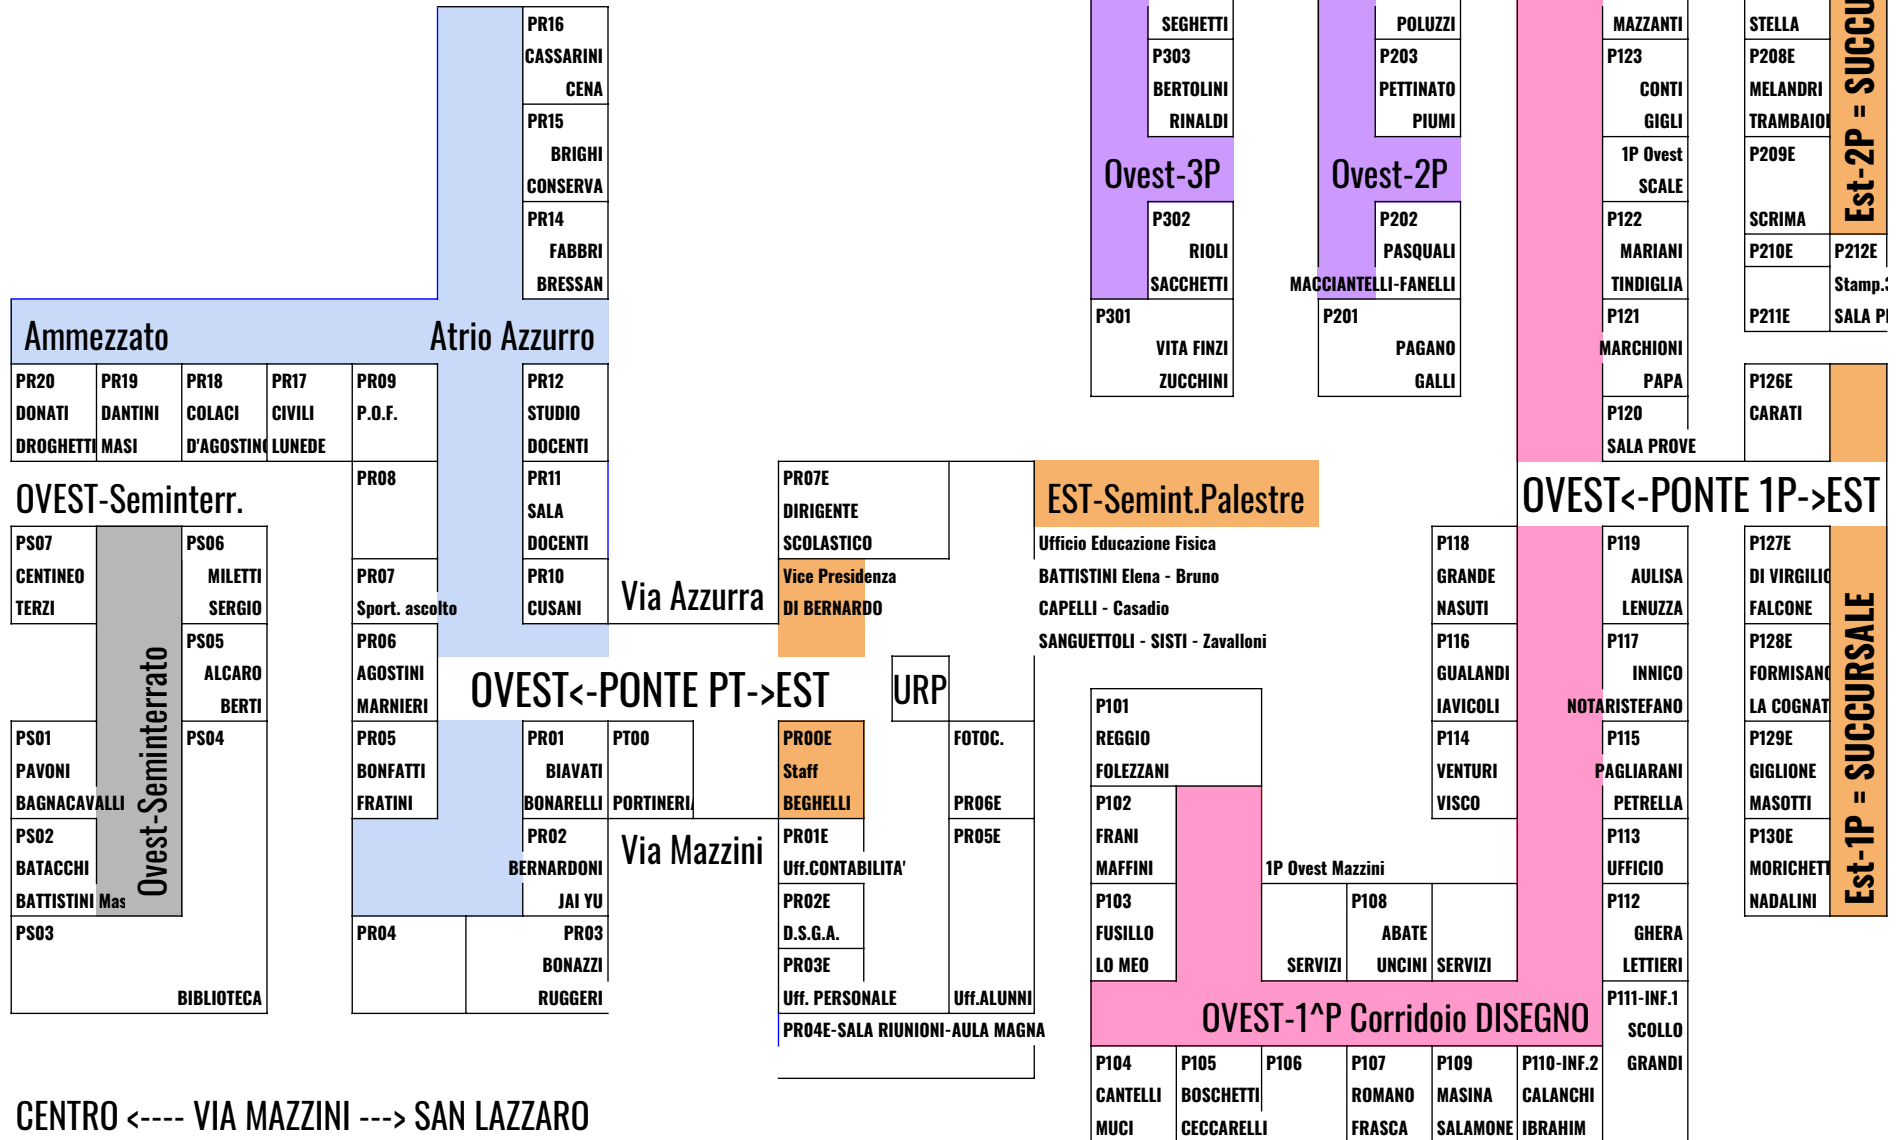 PR16
CASSARINI
CENA
PR15
BRIGHI
CONSERVA
PR14
FABBRI
BRESSAN
Ammezzato
Atrio Azzurro
PR20
DONATI
DROGHETTI
PR19
DANTINI
MASI
PR18
COLACI
D'AGOSTINO
PR17
CIVILI
LUNEDE
PR09
P.O.F.
PR08
PR12
STUDIO
DOCENTI
PR11
SALA
DOCENTI
PR10
CUSANI
PR07
Sport. ascolto
PR06
AGOSTINI
MARNIERI
OVEST-Seminterr.
PS07
CENTINEO
TERZI
PS06
MILETTI
SERGIO
PS05
ALCARO
BERTI
PS04
PS01
PAVONI
BAGNACAVALLI
PS02
BATACCHI
BATTISTINI Mas
PS03
BIBLIOTECA
Ovest-Seminterrato
Via Azzurra
OVEST<-PONTE PT->EST
PR05
BONFATTI
FRATINI
PR01
BIAVATI
BONARELLI
PT00
PORTINERI
PR02
BERNARDONI
JAI YU
Via Mazzini
PR04
PR03
BONAZZI
RUGGERI
PR07E
DIRIGENTE
SCOLASTICO
Vice Presidenza
DI BERNARDO
URP
PR00E
Staff
BEGHELLI
FOTOC.
PR06E
PR01E
Uff.CONTABILITA'
PR05E
PR02E
D.S.G.A.
PR03E
Uff. PERSONALE
Uff.ALUNNI
PR04E-SALA RIUNIONI-AULA MAGNA
CENTRO <---- VIA MAZZINI ---> SAN LAZZARO
EST-Semint.Palestre
Ufficio Educazione Fisica
BATTISTINI Elena - Bruno
CAPELLI - Casadio
SANGUETTOLI - SISTI - Zavalloni
SEGHETTI
P303
BERTOLINI
RINALDI
Ovest-3P
P302
RIOLI
SACCHETTI
P301
VITA FINZI
ZUCCHINI
POLUZZI
P203
PETTINATO
PIUMI
Ovest-2P
P202
PASQUALI
MACCIANTELLI-FANELLI
P201
PAGANO
GALLI
MAZZANTI
P123
CONTI
GIGLI
1P Ovest
SCALE
P122
MARIANI
TINDIGLIA
P121
MARCHIONI
PAPA
P120
SALA PROVE
STELLA
P208E
MELANDRI
TRAMBAIOL
P209E
SCRIMA
P210E
P211E
P212E
Stamp.3
SALA P
Est-2P = SUCCU
P126E
CARATI
OVEST<-PONTE 1P->EST
P118
GRANDE
NASUTI
P116
GUALANDI
IAVICOLI
P114
VENTURI
VISCO
P119
AULISA
LENUZZA
P117
INNICO
NOTARISTEFANO
P115
PAGLIARANI
PETRELLA
P113
UFFICIO
P112
GHERA
LETTIERI
P111-INF.1
SCOLLO
GRANDI
P127E
DI VIRGILIO
FALCONE
P128E
FORMISANO
LA COGNAT
P129E
GIGLIONE
MASOTTI
P130E
MORICHETT
NADALINI
Est-1P = SUCCURSALE
P101
REGGIO
FOLEZZANI
P102
FRANI
MAFFINI
P103
FUSILLO
LO MEO
1P Ovest Mazzini
SERVIZI
P108
ABATE
UNCINI
SERVIZI
OVEST-1^P Corridoio DISEGNO
P104
CANTELLI
MUCI
P105
BOSCHETTI
CECCARELLI
P106
P107
ROMANO
FRASCA
P109
MASINA
SALAMONE
P110-INF.2
CALANCHI
IBRAHIM